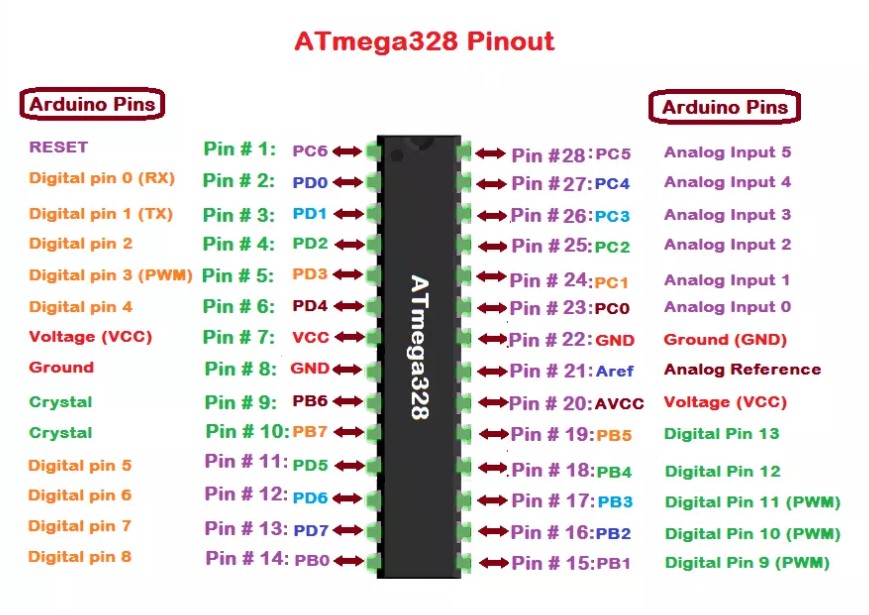 ATmega328 Pinout
Arduino Pins
Arduino Pins
RESET Pin # 1: PC6
Digital pin 0 (RX) Pin # 2: PD0
Digital pin 1 (TX) Pin # 3: PD1
Digital pin 2 Pin # 4: PD2
Digital pin 3 (PWM) Pin # 5: PD3
Digital pin 4 Pin # 6: PD4
Voltage (VCC) Pin # 7: VCC
Ground Pin # 8: GND
Crystal Pin # 9: PB6
Crystal Pin # 10: PB7
Digital pin 5 Pin # 11: PD5
Digital pin 6 Pin # 12: PD6
Digital pin 7 Pin # 13: PD7
Digital pin 8 Pin # 14: PB0
ATmega328
Pin #28: PC5 Analog Input 5
Pin #27: PC4 Analog Input 4
Pin # 26: PC3 Analog Input 3
Pin # 25: PC2 Analog Input 2
Pin # 24: PC1 Analog Input 1
Pin # 23: PC0 Analog Input 0
Pin # 22: GND Ground (GND)
Pin # 21: Aref Analog Reference
Pin # 20: AVCC Voltage (VCC)
Pin # 19: PB5 Digital Pin 13
Pin # 18: PB4 Digital Pin 12
Pin # 17: PB3 Digital Pin 11 (PWM)
Pin # 16: PB2 Digital Pin 10 (PWM)
Pin # 15: PB1 Digital Pin 9 (PWM)